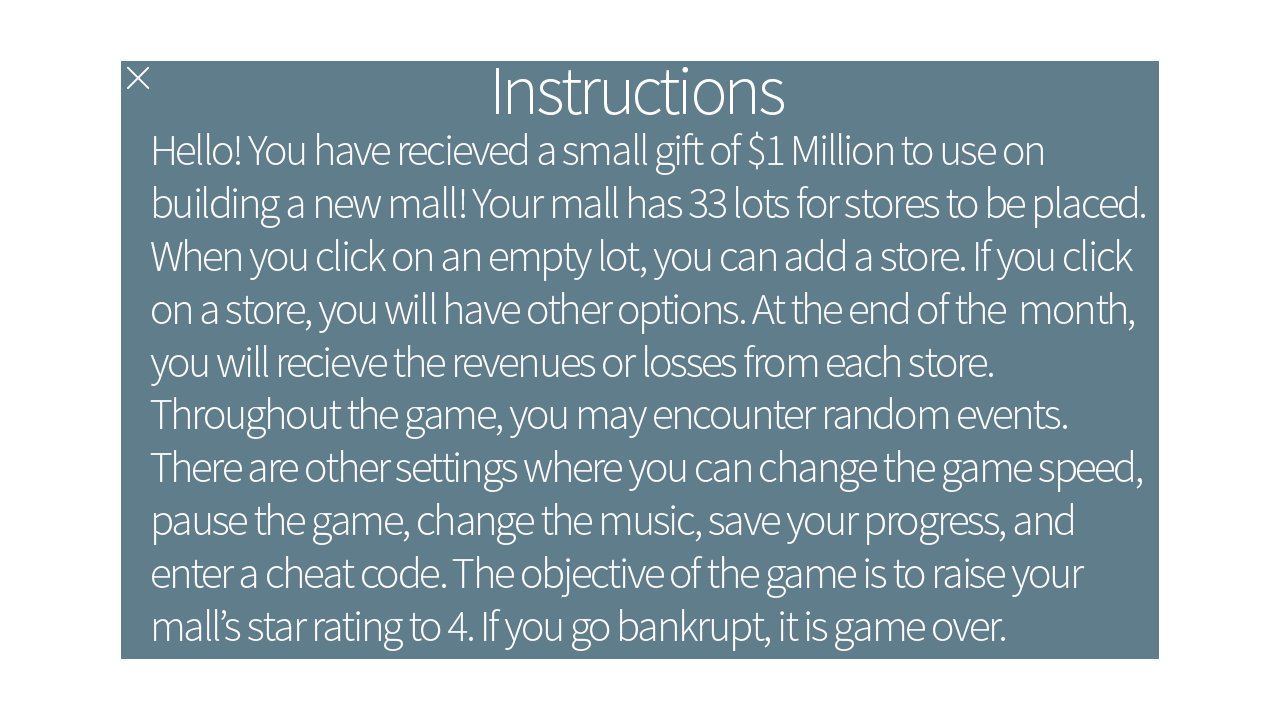 Instructions
Hello! You have recieved a small gift of $1 Million to use on
building a new mall! Your mall has 33 lots for stores to be placed.
When you click on an empty lot, you can add a store. If you click
on a store, you will have other options. At the end of the  month,
you will recieve the revenues or losses from each store.
Throughout the game, you may encounter random events.
There are other settings where you can change the game speed,
pause the game, change the music, save your progress, and
enter a cheat code. The objective of the game is to raise your
mall’s star rating to 4. If you go bankrupt, it is game over.